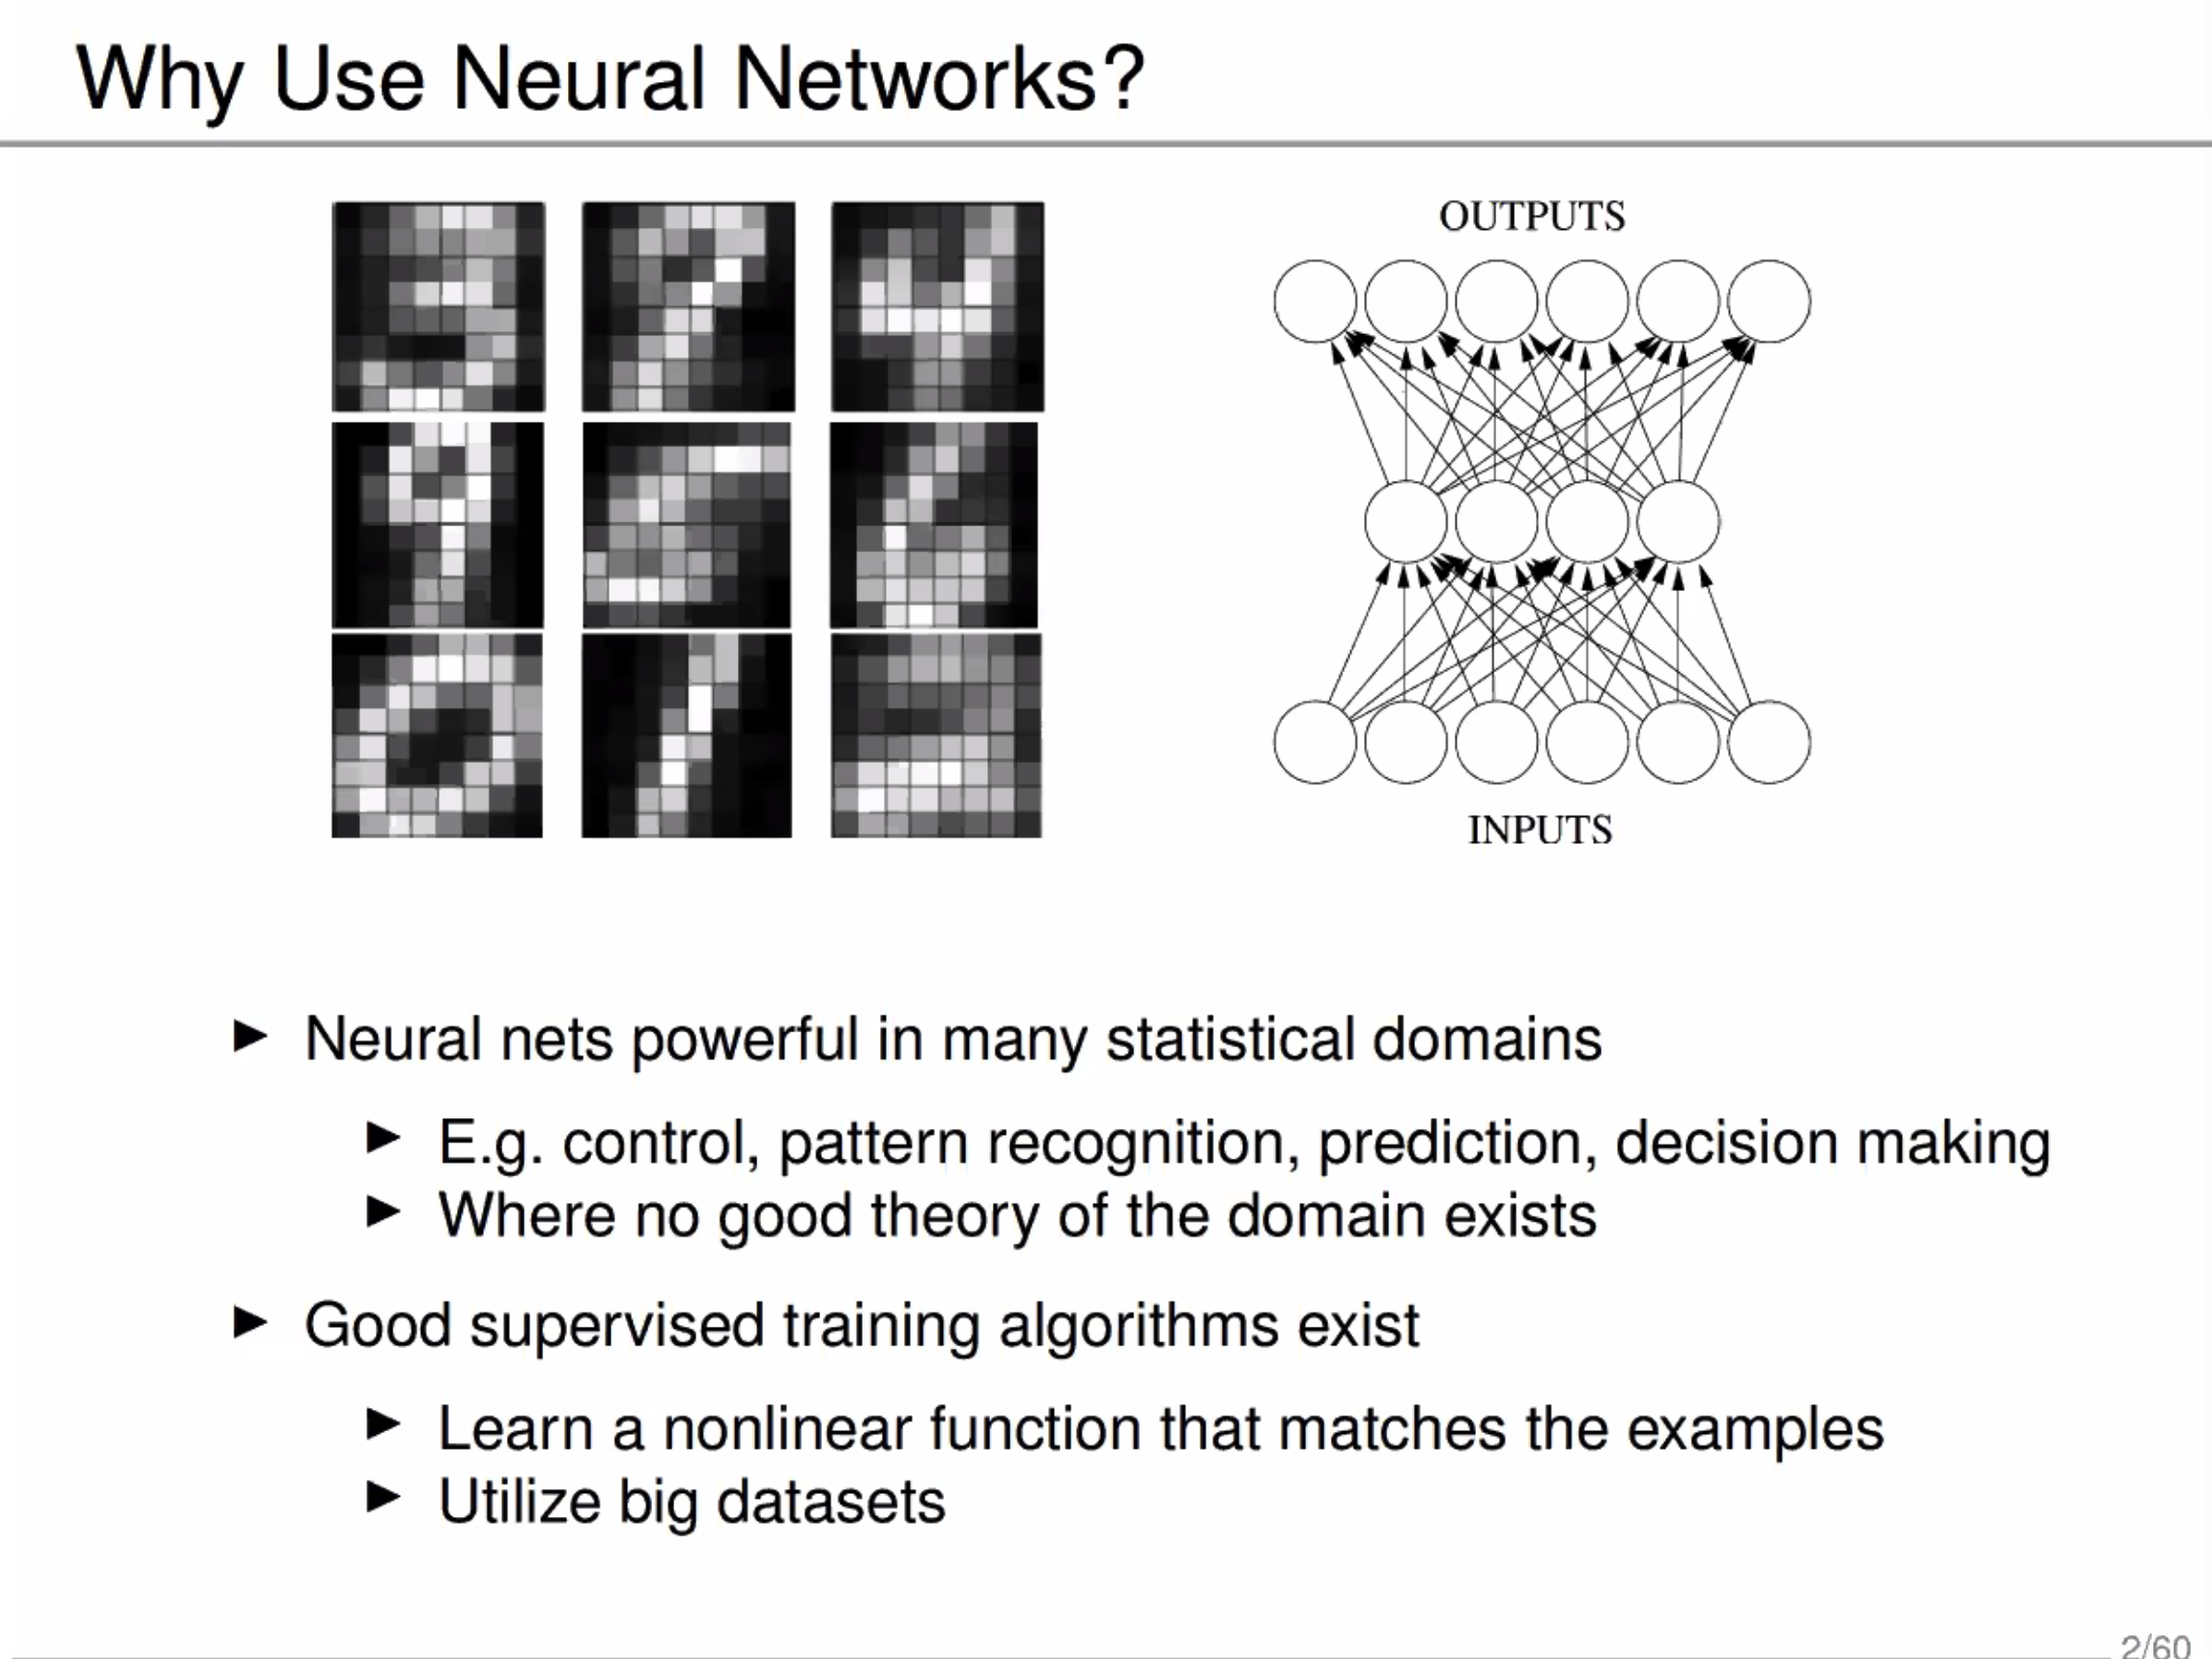 Why Use Neural Networks?
OUTPUTS
INPUTS
Neural nets powerful in many statistical domains
E.g. control, pattern recognition, prediction, decision making
Where no good theory of the domain exists
Good supervised training algorithms exist
Learn a nonlinear function that matches the examples
Utilize big datasets
2/60